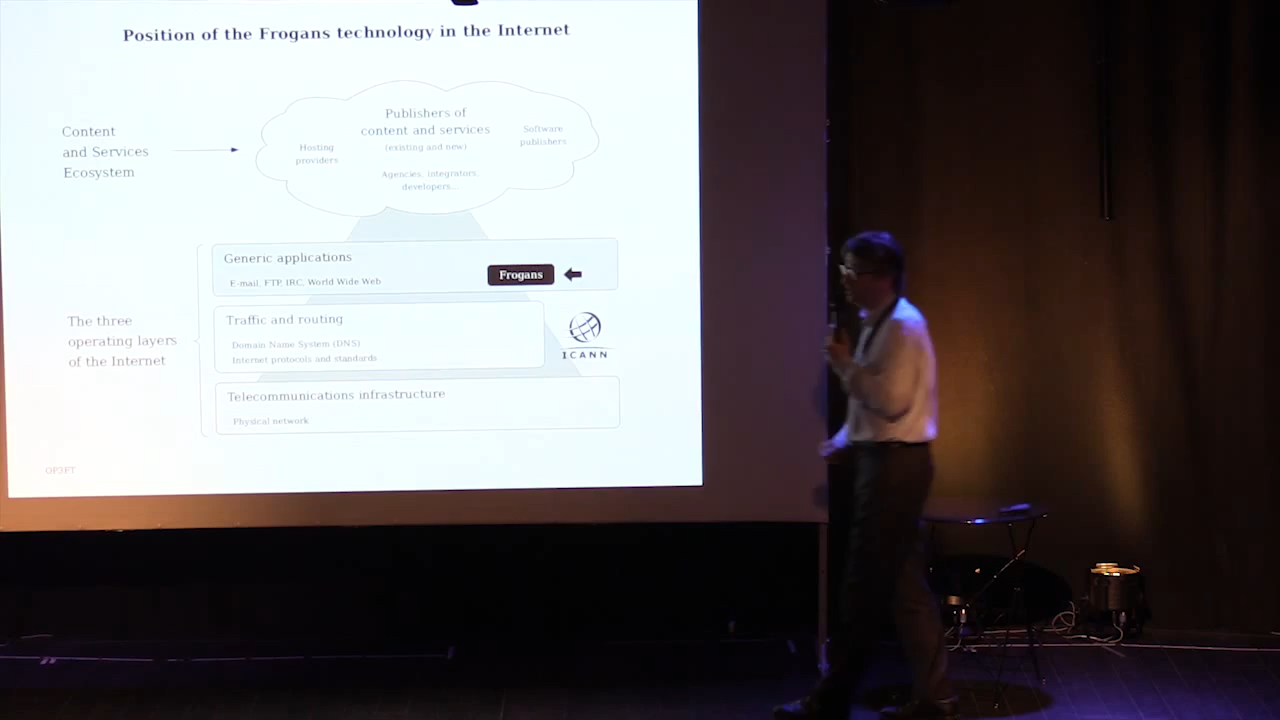 Position of the Frogans technology in the Internet
Content
and Services
Ecosystem
Publishers of
content and services
(existing and new)
Hosting
providers
Software
publishers
Agencies, integrators,
developers...
The three
operating layers
of the Internet
Generic applications
E-mail, FTP, IRC, World Wide Web
Frogans
Traffic and routing
Domain Name System (DNS)
Internet protocols and standards
ICANN
Telecommunications infrastructure
Physical network
OP3FT